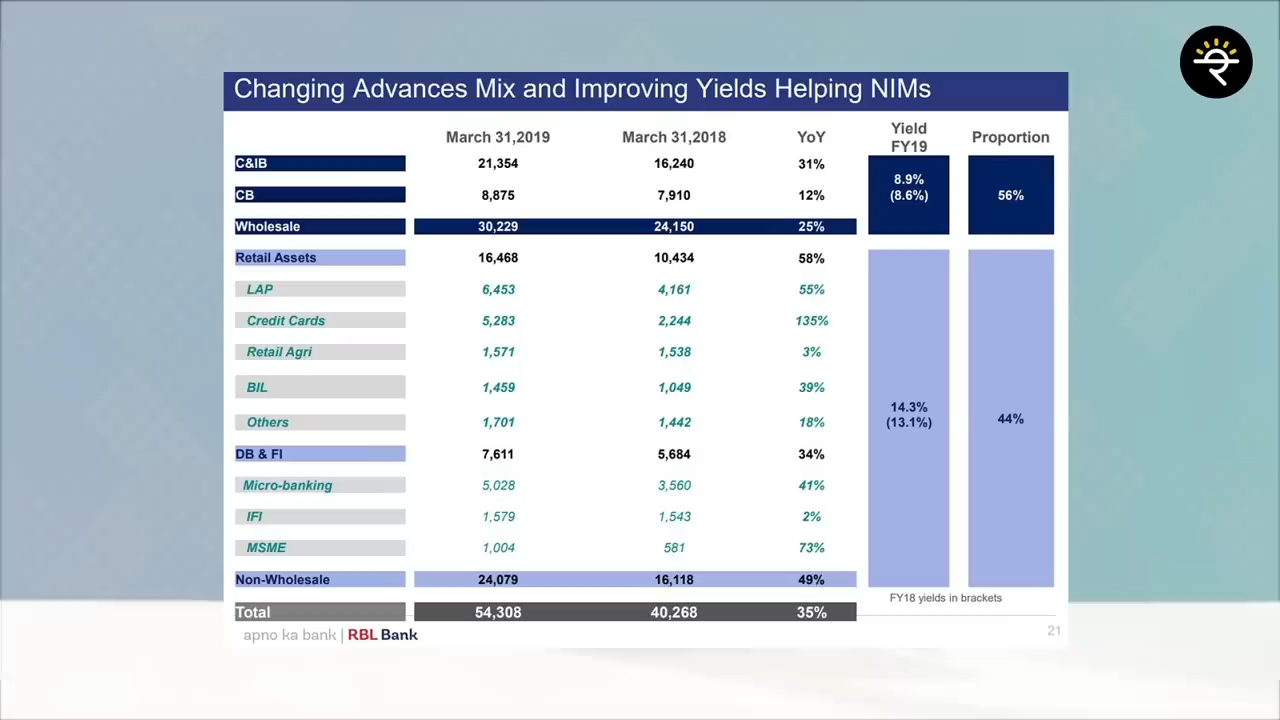 Changing Advances Mix and Improving Yields Helping NIMs
March 31,2019 March 31,2018 YoY Yield FY19 Proportion
C&IB 21,354 16,240 31%
8.9%
(8.6%)
56%
CB 8,875 7,910 12%
Wholesale 30,229 24,150 25%
Retail Assets 16,468 10,434 58%
LAP 6,453 4,161 55%
Credit Cards 5,283 2,244 135%
Retail Agri 1,571 1,538 3%
BIL 1,459 1,049 39%
14.3%
(13.1%)
44%
Others 1,701 1,442 18%
DB & FI 7,611 5,684 34%
Micro-banking 5,028 3,560 41%
IFI 1,579 1,543 2%
MSME 1,004 581 73%
Non-Wholesale 24,079 16,118 49%
FY18 yields in brackets
Total 54,308 40,268 35%
apno ka bank | RBL Bank
21